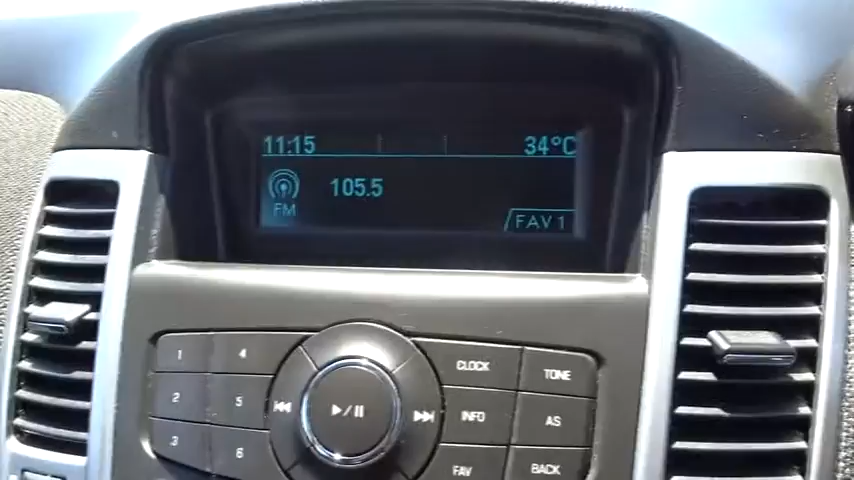 11:15 34°C
105.5
FM FAV 1
1 4 CLOCK TONE
2 5 INFO AS
3 6 FAV BACK